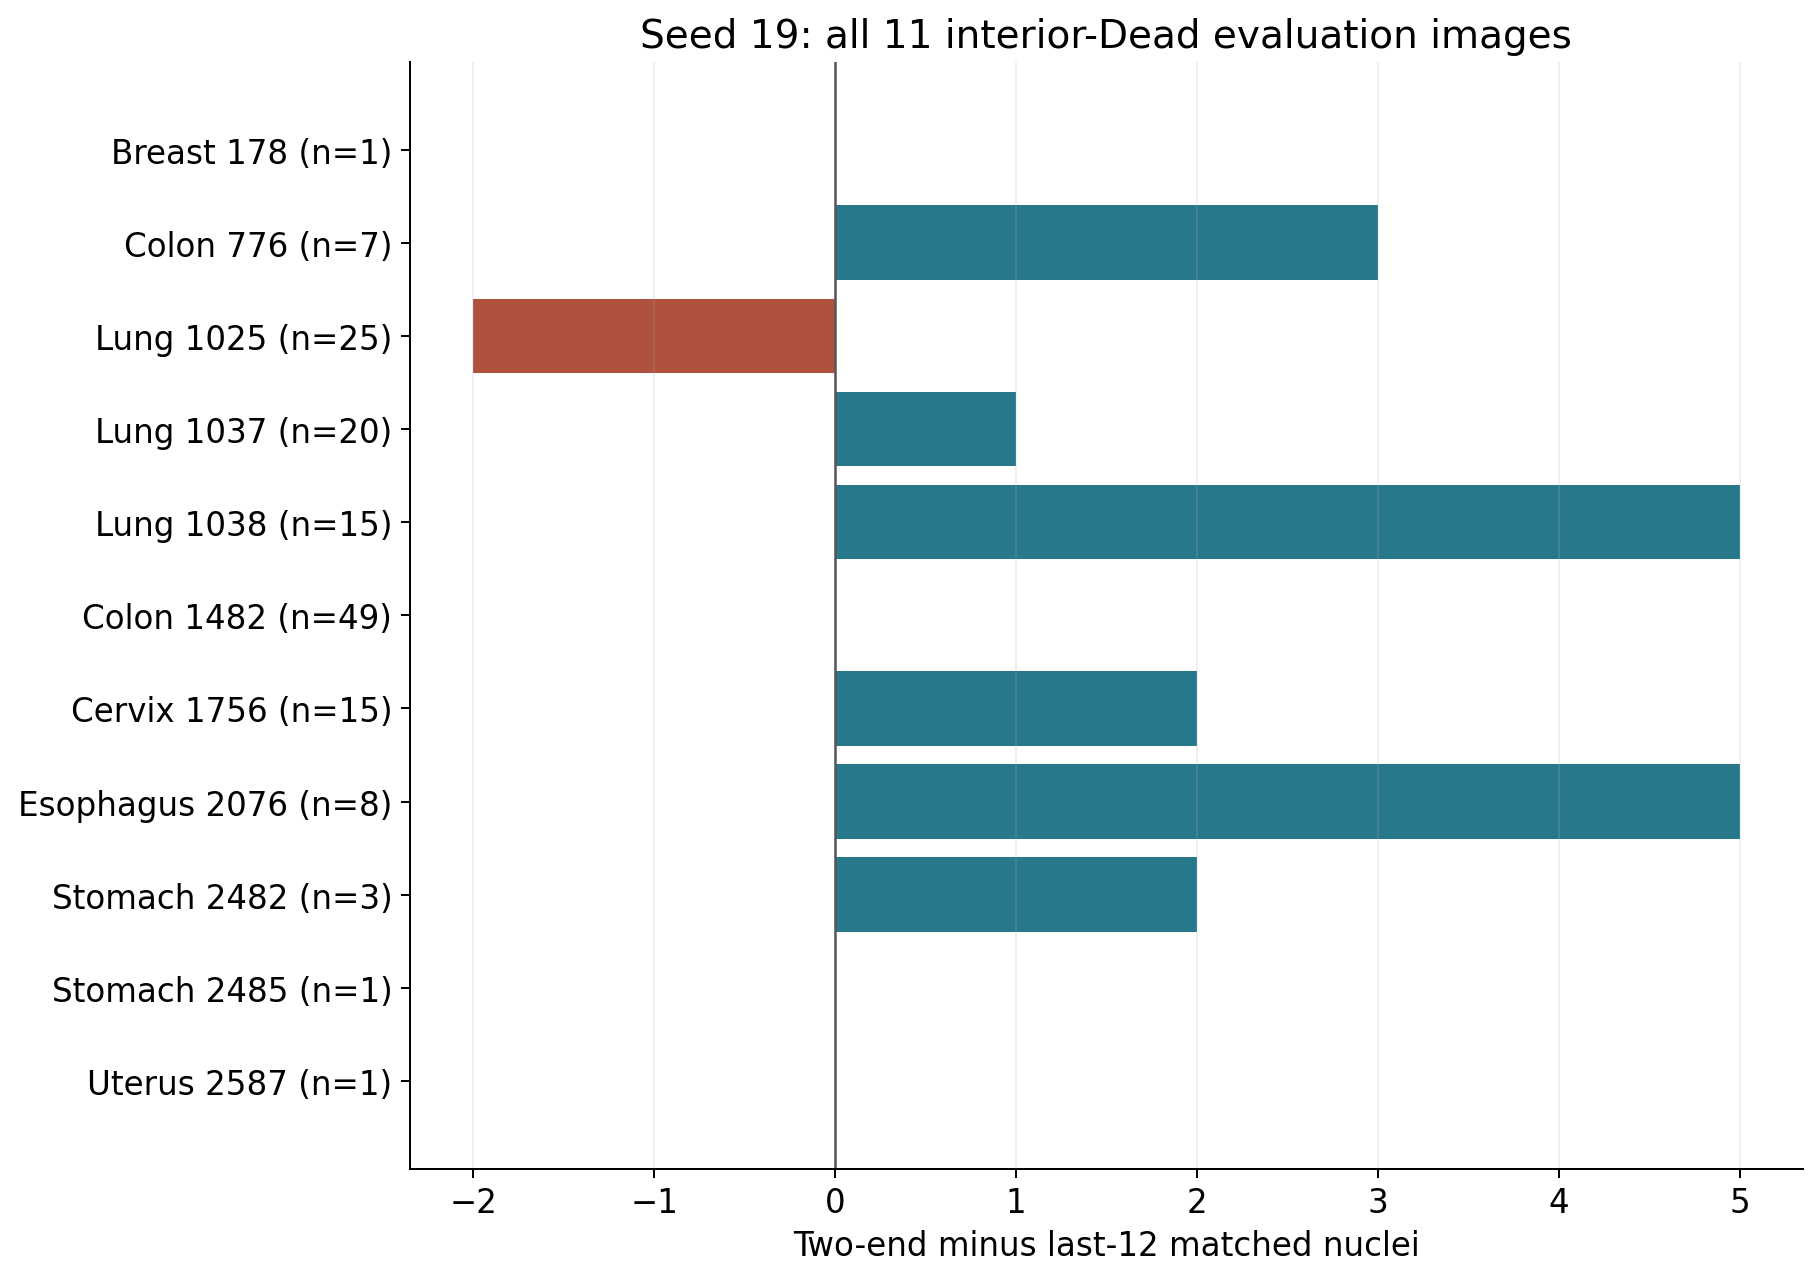 Seed 19: all 11 interior-Dead evaluation images
Breast 178 (n=1)
Colon 776 (n=7)
Lung 1025 (n=25)
Lung 1037 (n=20)
Lung 1038 (n=15)
Colon 1482 (n=49)
Cervix 1756 (n=15)
Esophagus 2076 (n=8)
Stomach 2482 (n=3)
Stomach 2485 (n=1)
Uterus 2587 (n=1)
−2 −1 0 1 2 3 4 5
Two-end minus last-12 matched nuclei